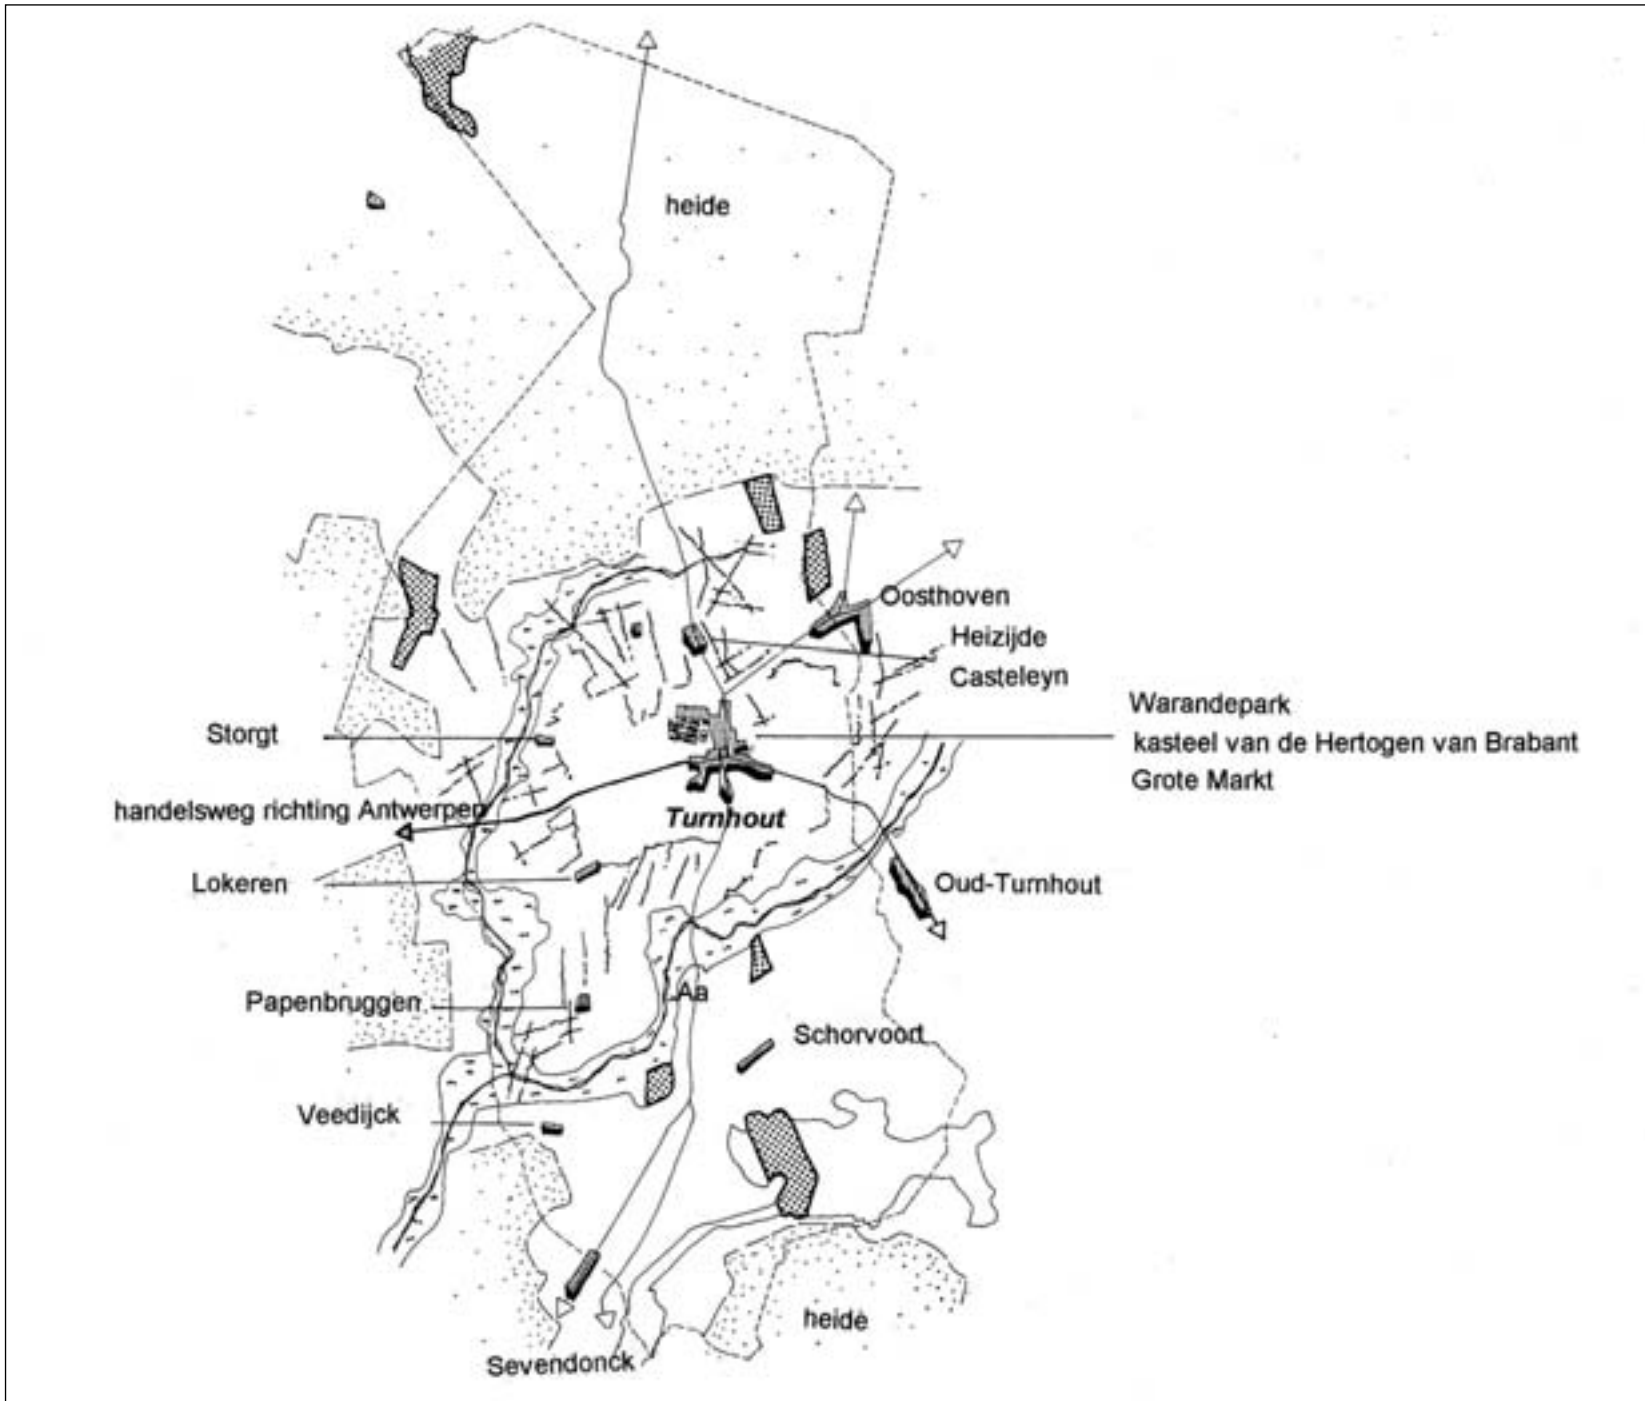 heide
Oosthoven
Heizijde
Casteleyn
Warandepark
Storgt
kasteel van de Hertogen van Brabant
Grote Markt
handelsweg richting Antwerpen
Turnhout
Lokeren
Oud-Turnhout
Papenbruggen
Aa
Schorvoort
Veedijck
heide
Sevendonck